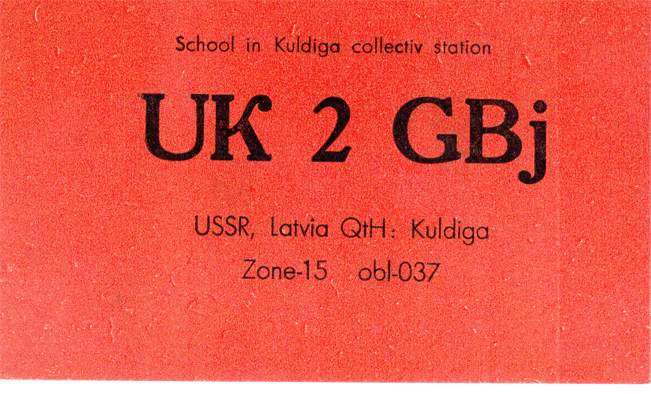 School in Kuldiga collectiv station
UK 2 GBj
USSR, Latvia QtH: Kuldiga
Zone-15 obl-037